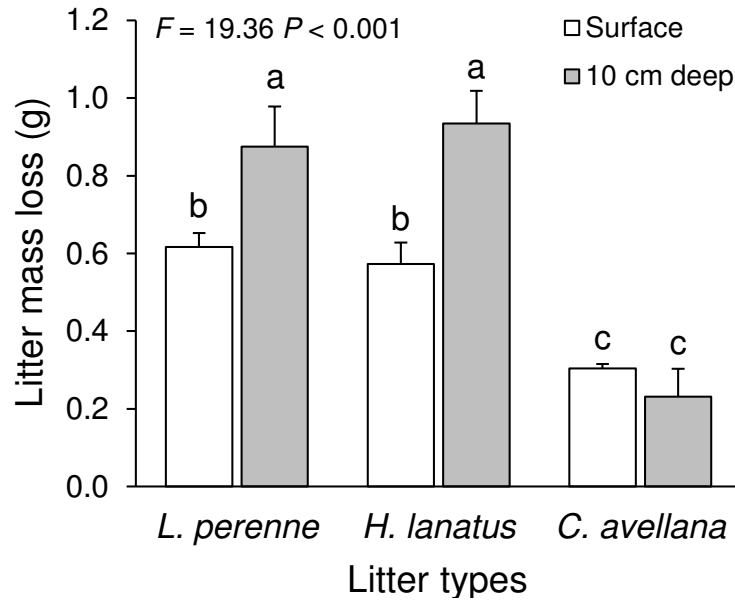 F = 19.36 P < 0.001
Surface
10 cm deep
Litter mass loss (g)
1.2
1.0
0.8
0.6
0.4
0.2
0.0
b
a
b
a
c
c
L. perenne
H. lanatus
C. avellana
Litter types